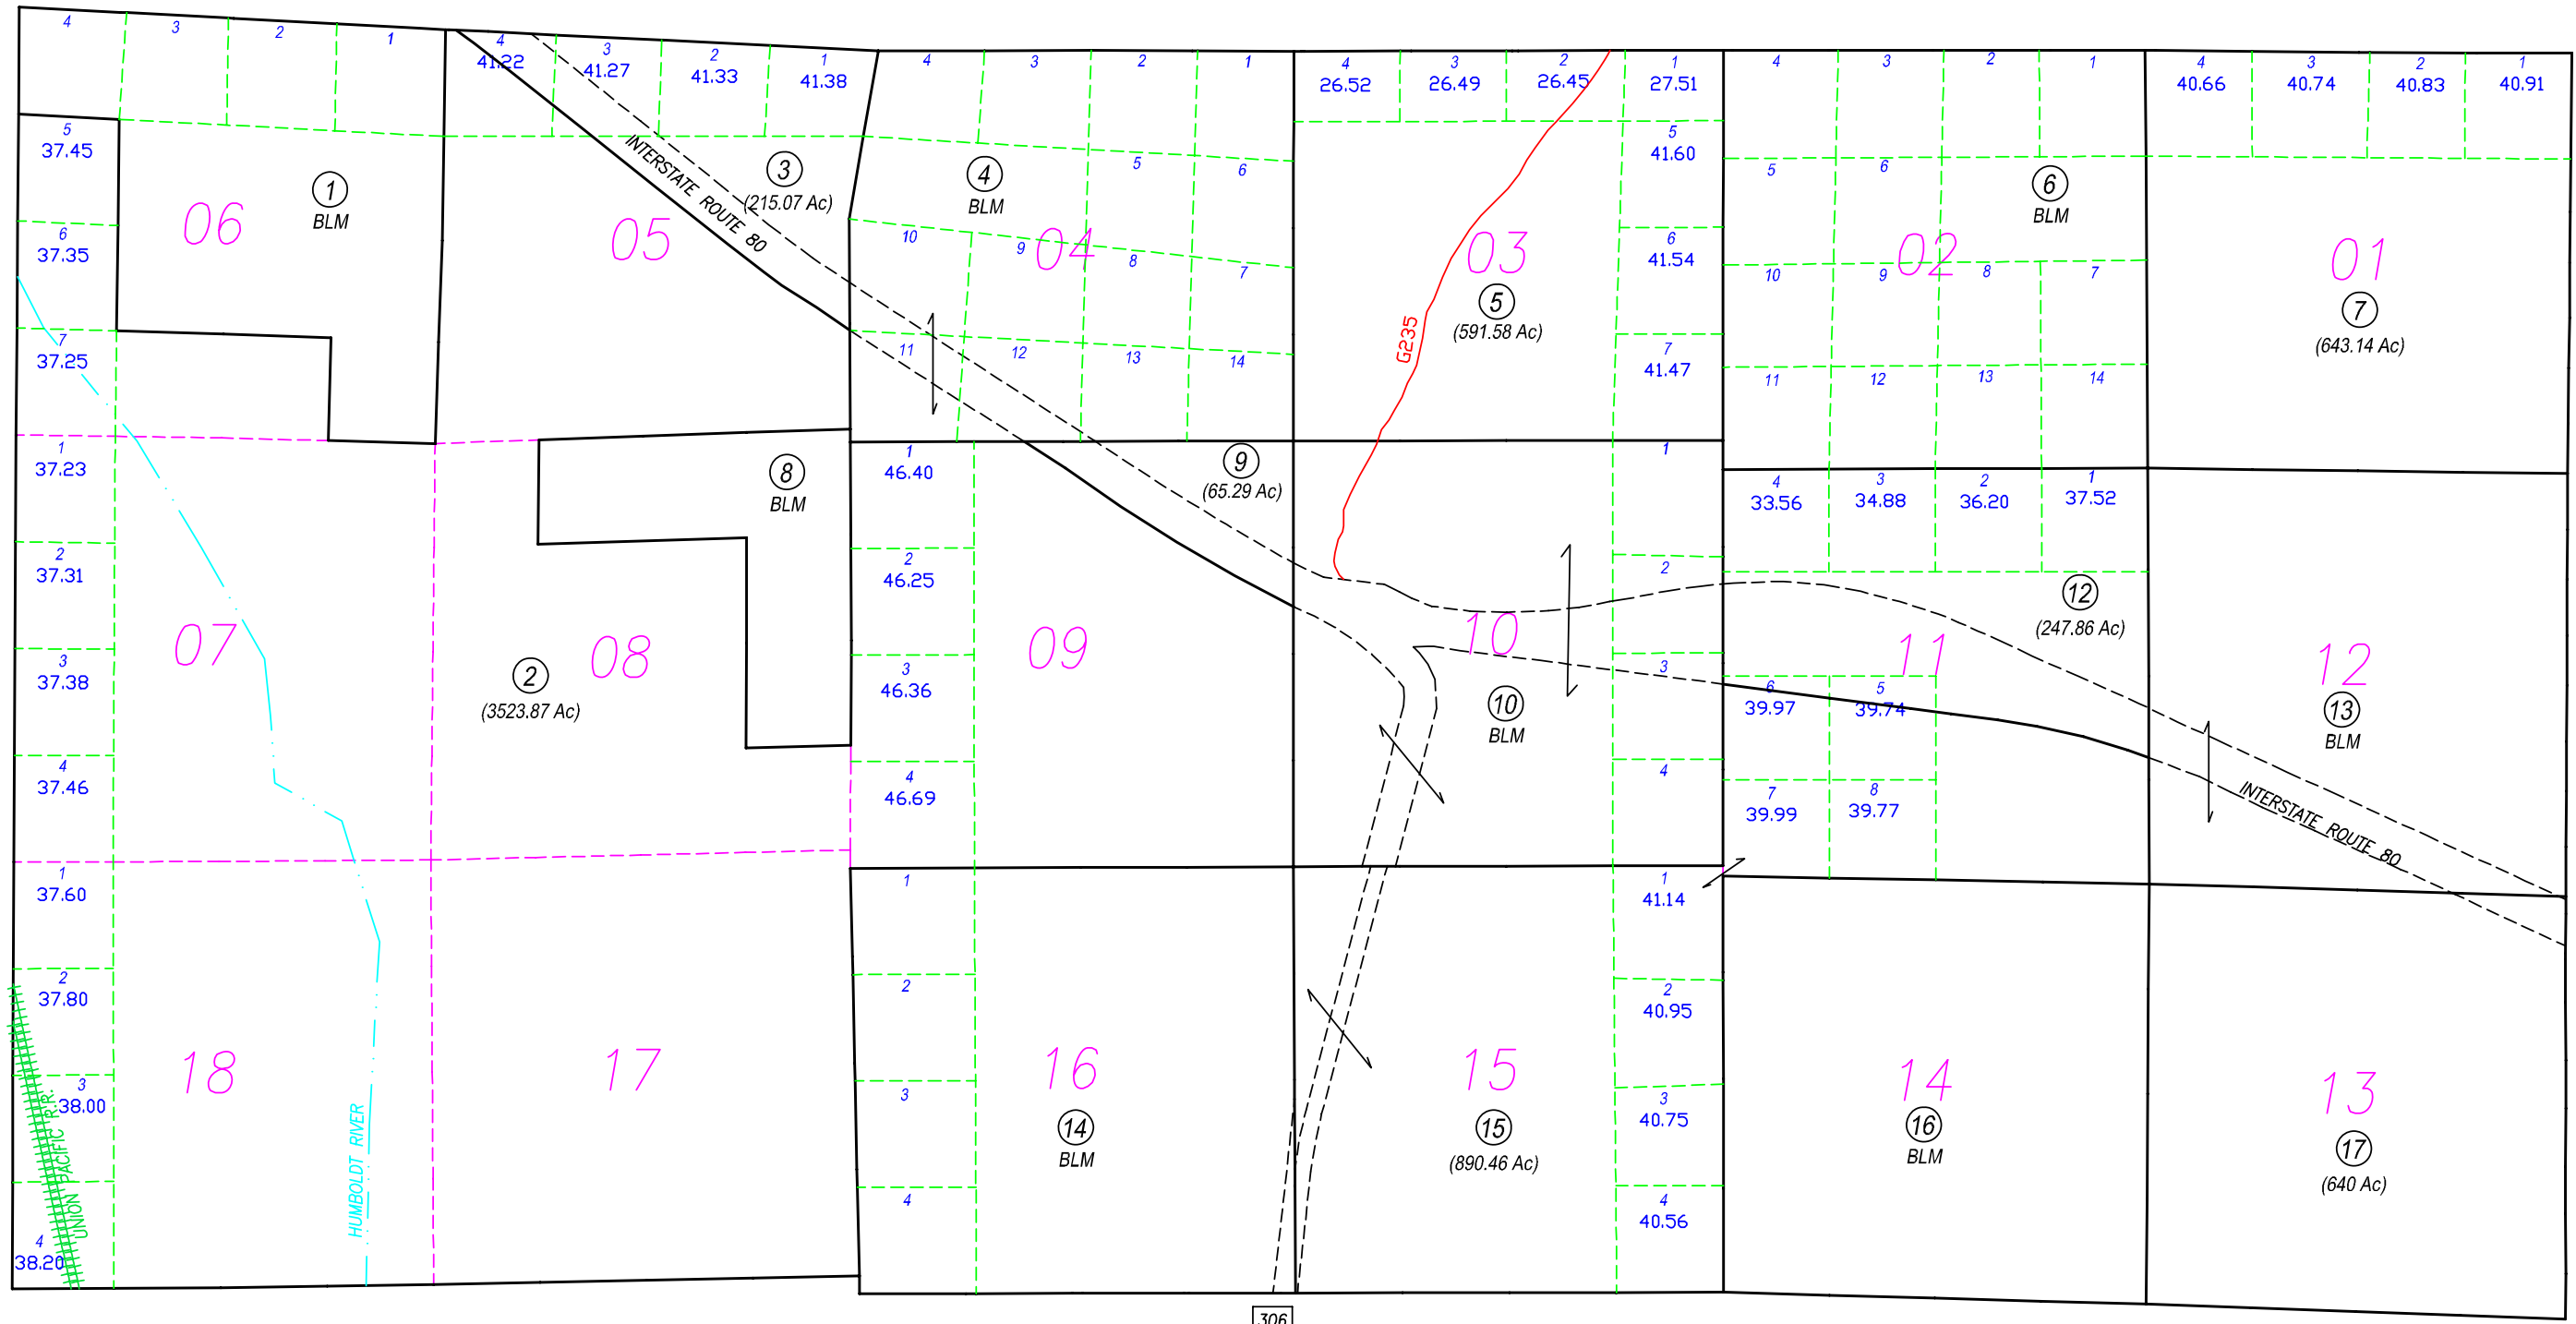 4 3 2 1
4 41.22 3 41.27 2 41.33 1 41.38
4 3 2 1
4 26.52 3 26.49 2 26.45 1 27.51
4 3 2 1
4 40.66 3 40.74 2 40.83 1 40.91
5
37.45
6
37.35
7
37.25
06
1
BLM
05
INTERSTATE ROUTE 80
3
(215.07 Ac)
4
BLM
5 6
10 9 8 7
04
11 12 13 14
03
5
(591.58 Ac)
G235
5
41.60
6
41.54
7
41.47
5 6
6
BLM
10 9 8 7
02
11 12 13 14
01
7
(643.14 Ac)
1
37.23
2
37.31
3
37.38
4
37.46
07
2
(3523.87 Ac)
08
8
BLM
1
46.40
2
46.25
3
46.36
4
46.69
09
9
(65.29 Ac)
10
10
BLM
1
2
3
4
4 33.56 3 34.88 2 36.20 1 37.52
12
(247.86 Ac)
11
6 39.97 5 39.74
7 39.99 8 39.77
12
13
BLM
INTERSTATE ROUTE 80
1
37.60
2
37.80
3
38.00
4
38.20
UNION PACIFIC R.R.
18
HUMBOLDT RIVER
17
1
2
3
4
16
14
BLM
15
15
(890.46 Ac)
1
41.14
2
40.95
3
40.75
4
40.56
14
16
BLM
13
17
(640 Ac)
306